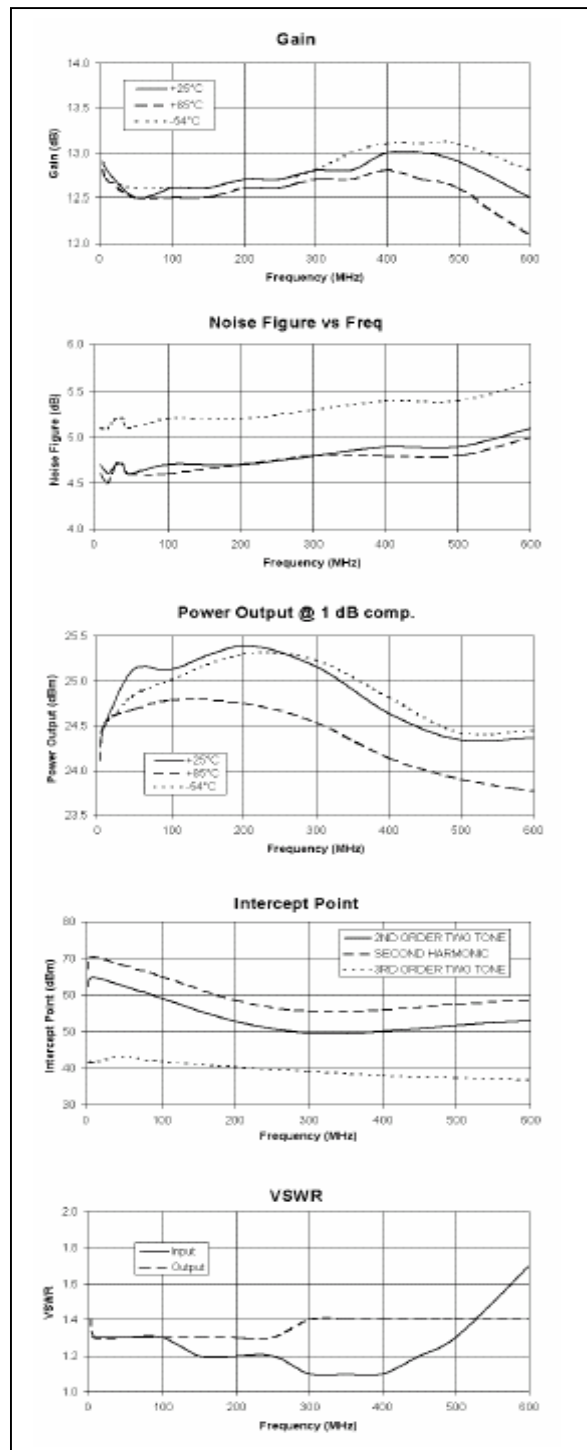 Gain
14.0
+25°C
+85°C
-54°C
13.5
13.0
12.5
12.0
Gain (dB)
0 100 200 300 400 500 600
Frequency (MHz)
Noise Figure vs Freq
6.0
5.5
5.0
4.5
4.0
Noise Figure (dB)
0 100 200 300 400 500 600
Frequency (MHz)
Power Output @ 1 dB comp.
25.5
25.0
24.5
24.0
23.5
Power Output (dBm)
+25°C
+85°C
-54°C
0 100 200 300 400 500 600
Frequency (MHz)
Intercept Point
80
70
60
50
40
30
Intercept Point (dBm)
2ND ORDER TWO TONE
SECOND HARMONIC
3RD ORDER TWO TONE
0 100 200 300 400 500 600
Frequency (MHz)
VSWR
2.0
1.8
1.6
1.4
1.2
1.0
VSWR
Input
Output
0 100 200 300 400 500 600
Frequency (MHz)